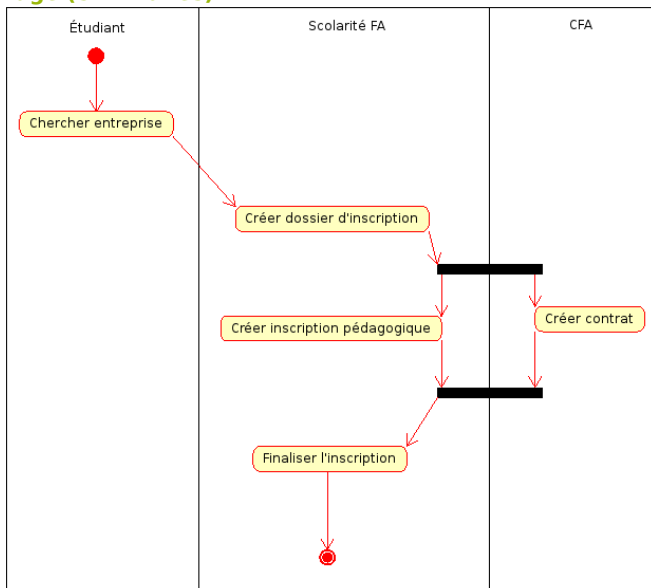 Étudiant
Scolarité FA
CFA
Chercher entreprise
Créer dossier d'inscription
Créer inscription pédagogique
Créer contrat
Finaliser l'inscription